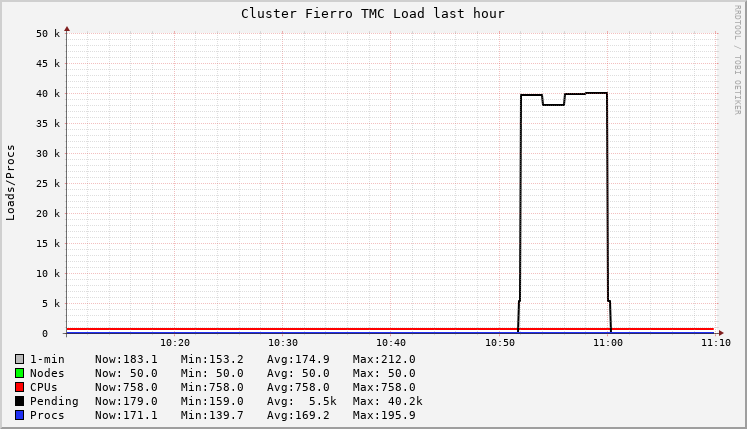 Cluster Fierro TMC Load last hour
RRDTOOL / TOBI OETIKER
Loads/Procs
50 k
45 k
40 k
35 k
30 k
25 k
20 k
15 k
10 k
5 k
0
10:20 10:30 10:40 10:50 11:00 11:10
1-min Now:183.1 Min:153.2 Avg:174.9 Max:212.0
Nodes Now: 50.0 Min: 50.0 Avg: 50.0 Max: 50.0
CPUs Now:758.0 Min:758.0 Avg:758.0 Max:758.0
Pending Now:179.0 Min:159.0 Avg: 5.5k Max: 40.2k
Procs Now:171.1 Min:139.7 Avg:169.2 Max:195.9